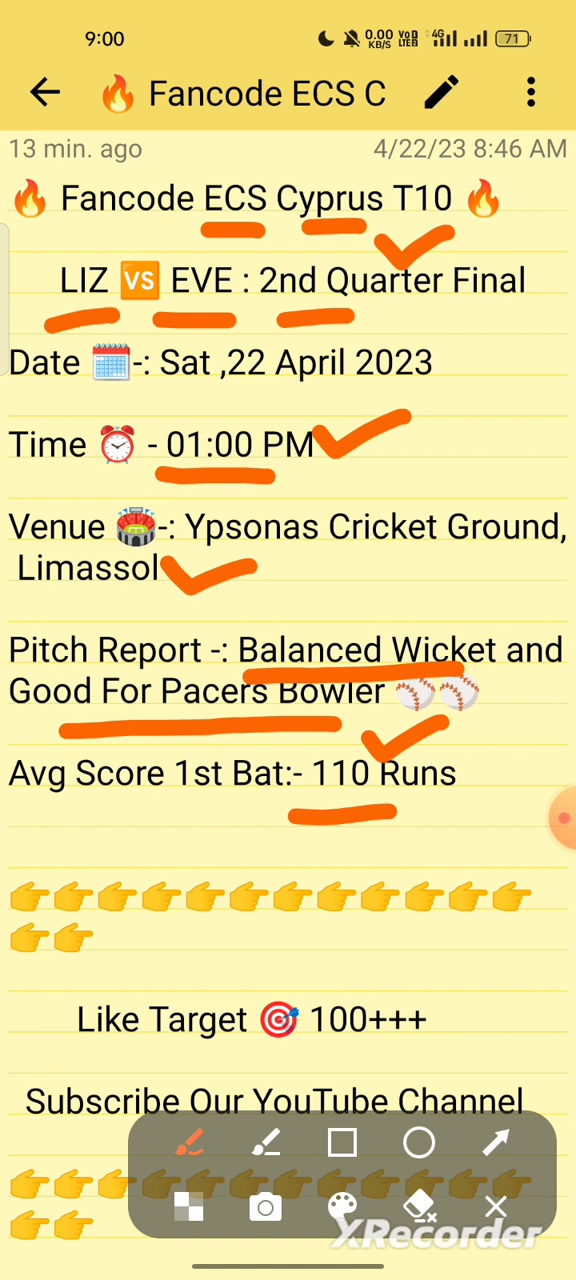 9:00
0.00 KB/S
VoD LTE2
4G
71
🔥 Fancode ECS C
13 min. ago 4/22/23 8:46 AM
🔥 Fancode ECS Cyprus T10 🔥
LIZ 🆚 EVE : 2nd Quarter Final
Date 🗓-: Sat ,22 April 2023
Time ⏰ - 01:00 PM
Venue 🏟-: Ypsonas Cricket Ground,
Limassol
Pitch Report -: Balanced Wicket and
Good For Pacers Bowler ⚾⚾
Avg Score 1st Bat:- 110 Runs
👉👉👉👉👉👉👉👉👉👉👉👉
👉👉
Like Target 🎯 100+++
Subscribe Our YouTube Channel
👉👉👉👉👉👉👉👉👉👉👉👉
👉👉
XRecorder